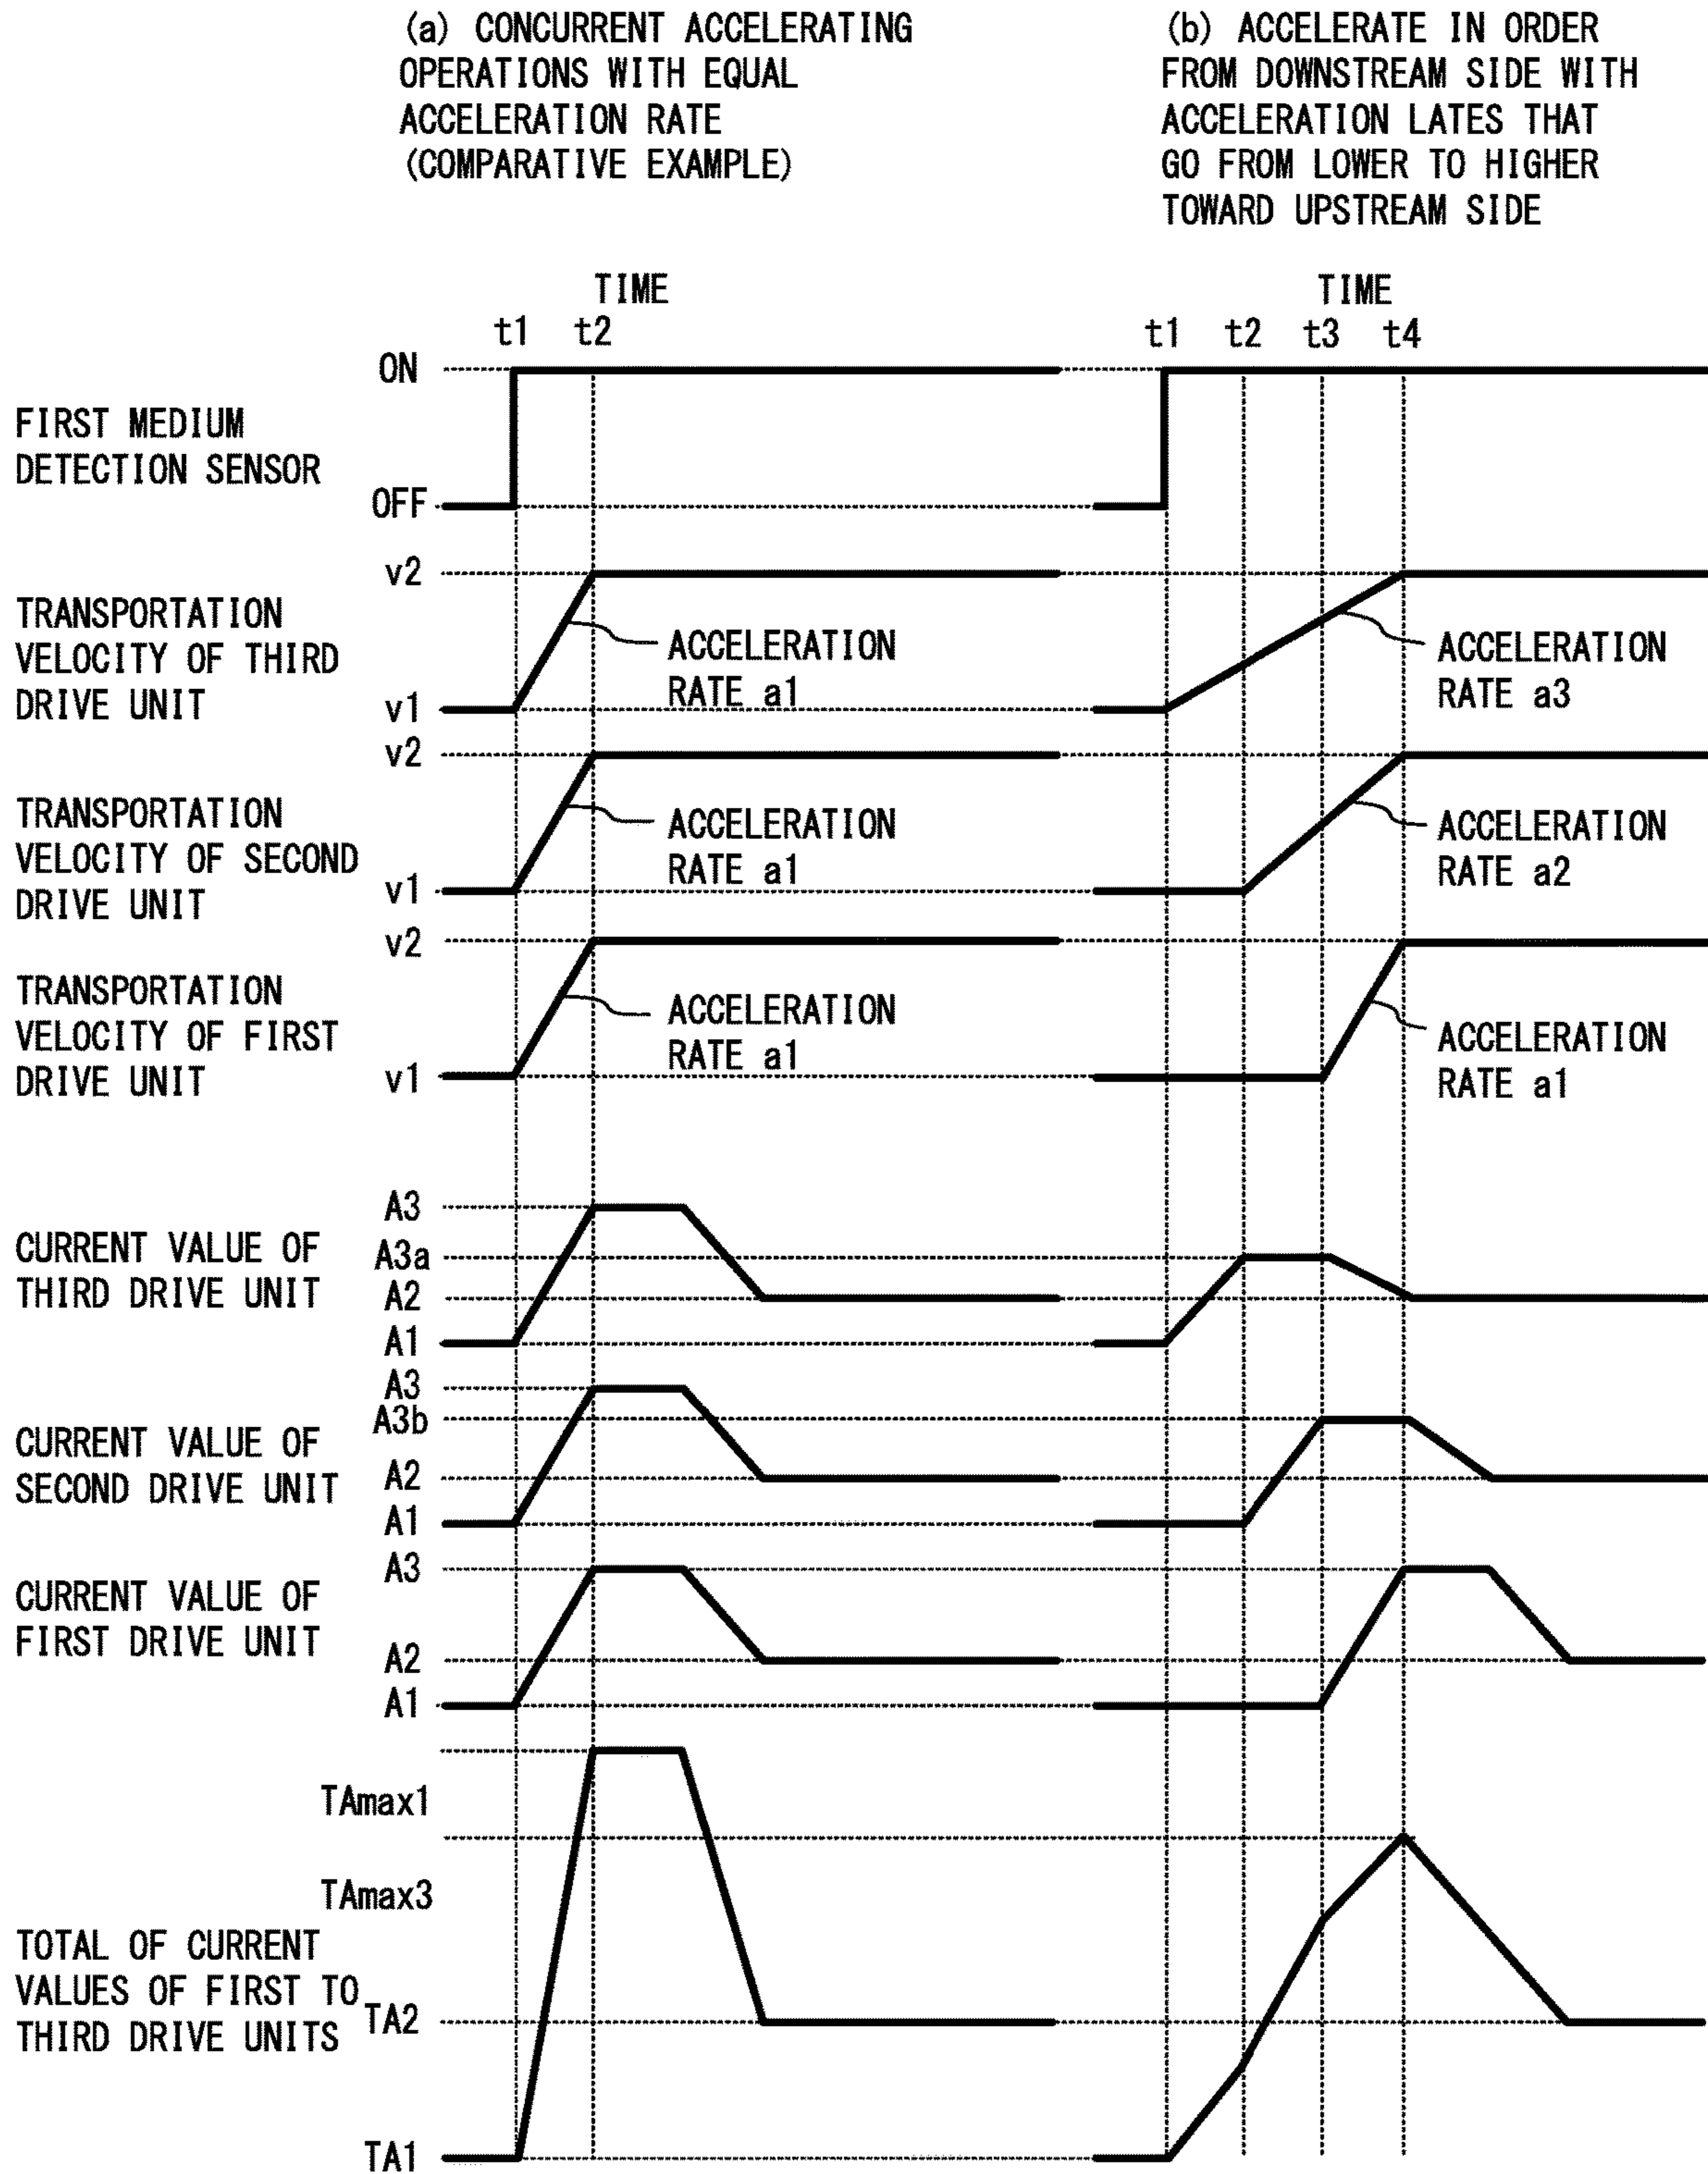 (a) CONCURRENT ACCELERATING
OPERATIONS WITH EQUAL
ACCELERATION RATE
(COMPARATIVE EXAMPLE)
(b) ACCELERATE IN ORDER
FROM DOWNSTREAM SIDE WITH
ACCELERATION LATES THAT
GO FROM LOWER TO HIGHER
TOWARD UPSTREAM SIDE
TIME
t1 t2
TIME
t1 t2 t3 t4
FIRST MEDIUM
DETECTION SENSOR
ON
OFF
TRANSPORTATION
VELOCITY OF THIRD
DRIVE UNIT
v2
v1
ACCELERATION
RATE a1
ACCELERATION
RATE a3
TRANSPORTATION
VELOCITY OF SECOND
DRIVE UNIT
v2
v1
ACCELERATION
RATE a1
ACCELERATION
RATE a2
TRANSPORTATION
VELOCITY OF FIRST
DRIVE UNIT
v2
v1
ACCELERATION
RATE a1
ACCELERATION
RATE a1
CURRENT VALUE OF
THIRD DRIVE UNIT
A3
A3a
A2
A1
CURRENT VALUE OF
SECOND DRIVE UNIT
A3
A3b
A2
A1
CURRENT VALUE OF
FIRST DRIVE UNIT
A3
A2
A1
TOTAL OF CURRENT
VALUES OF FIRST TO
THIRD DRIVE UNITS
TAmax1
TAmax3
TA2
TA1